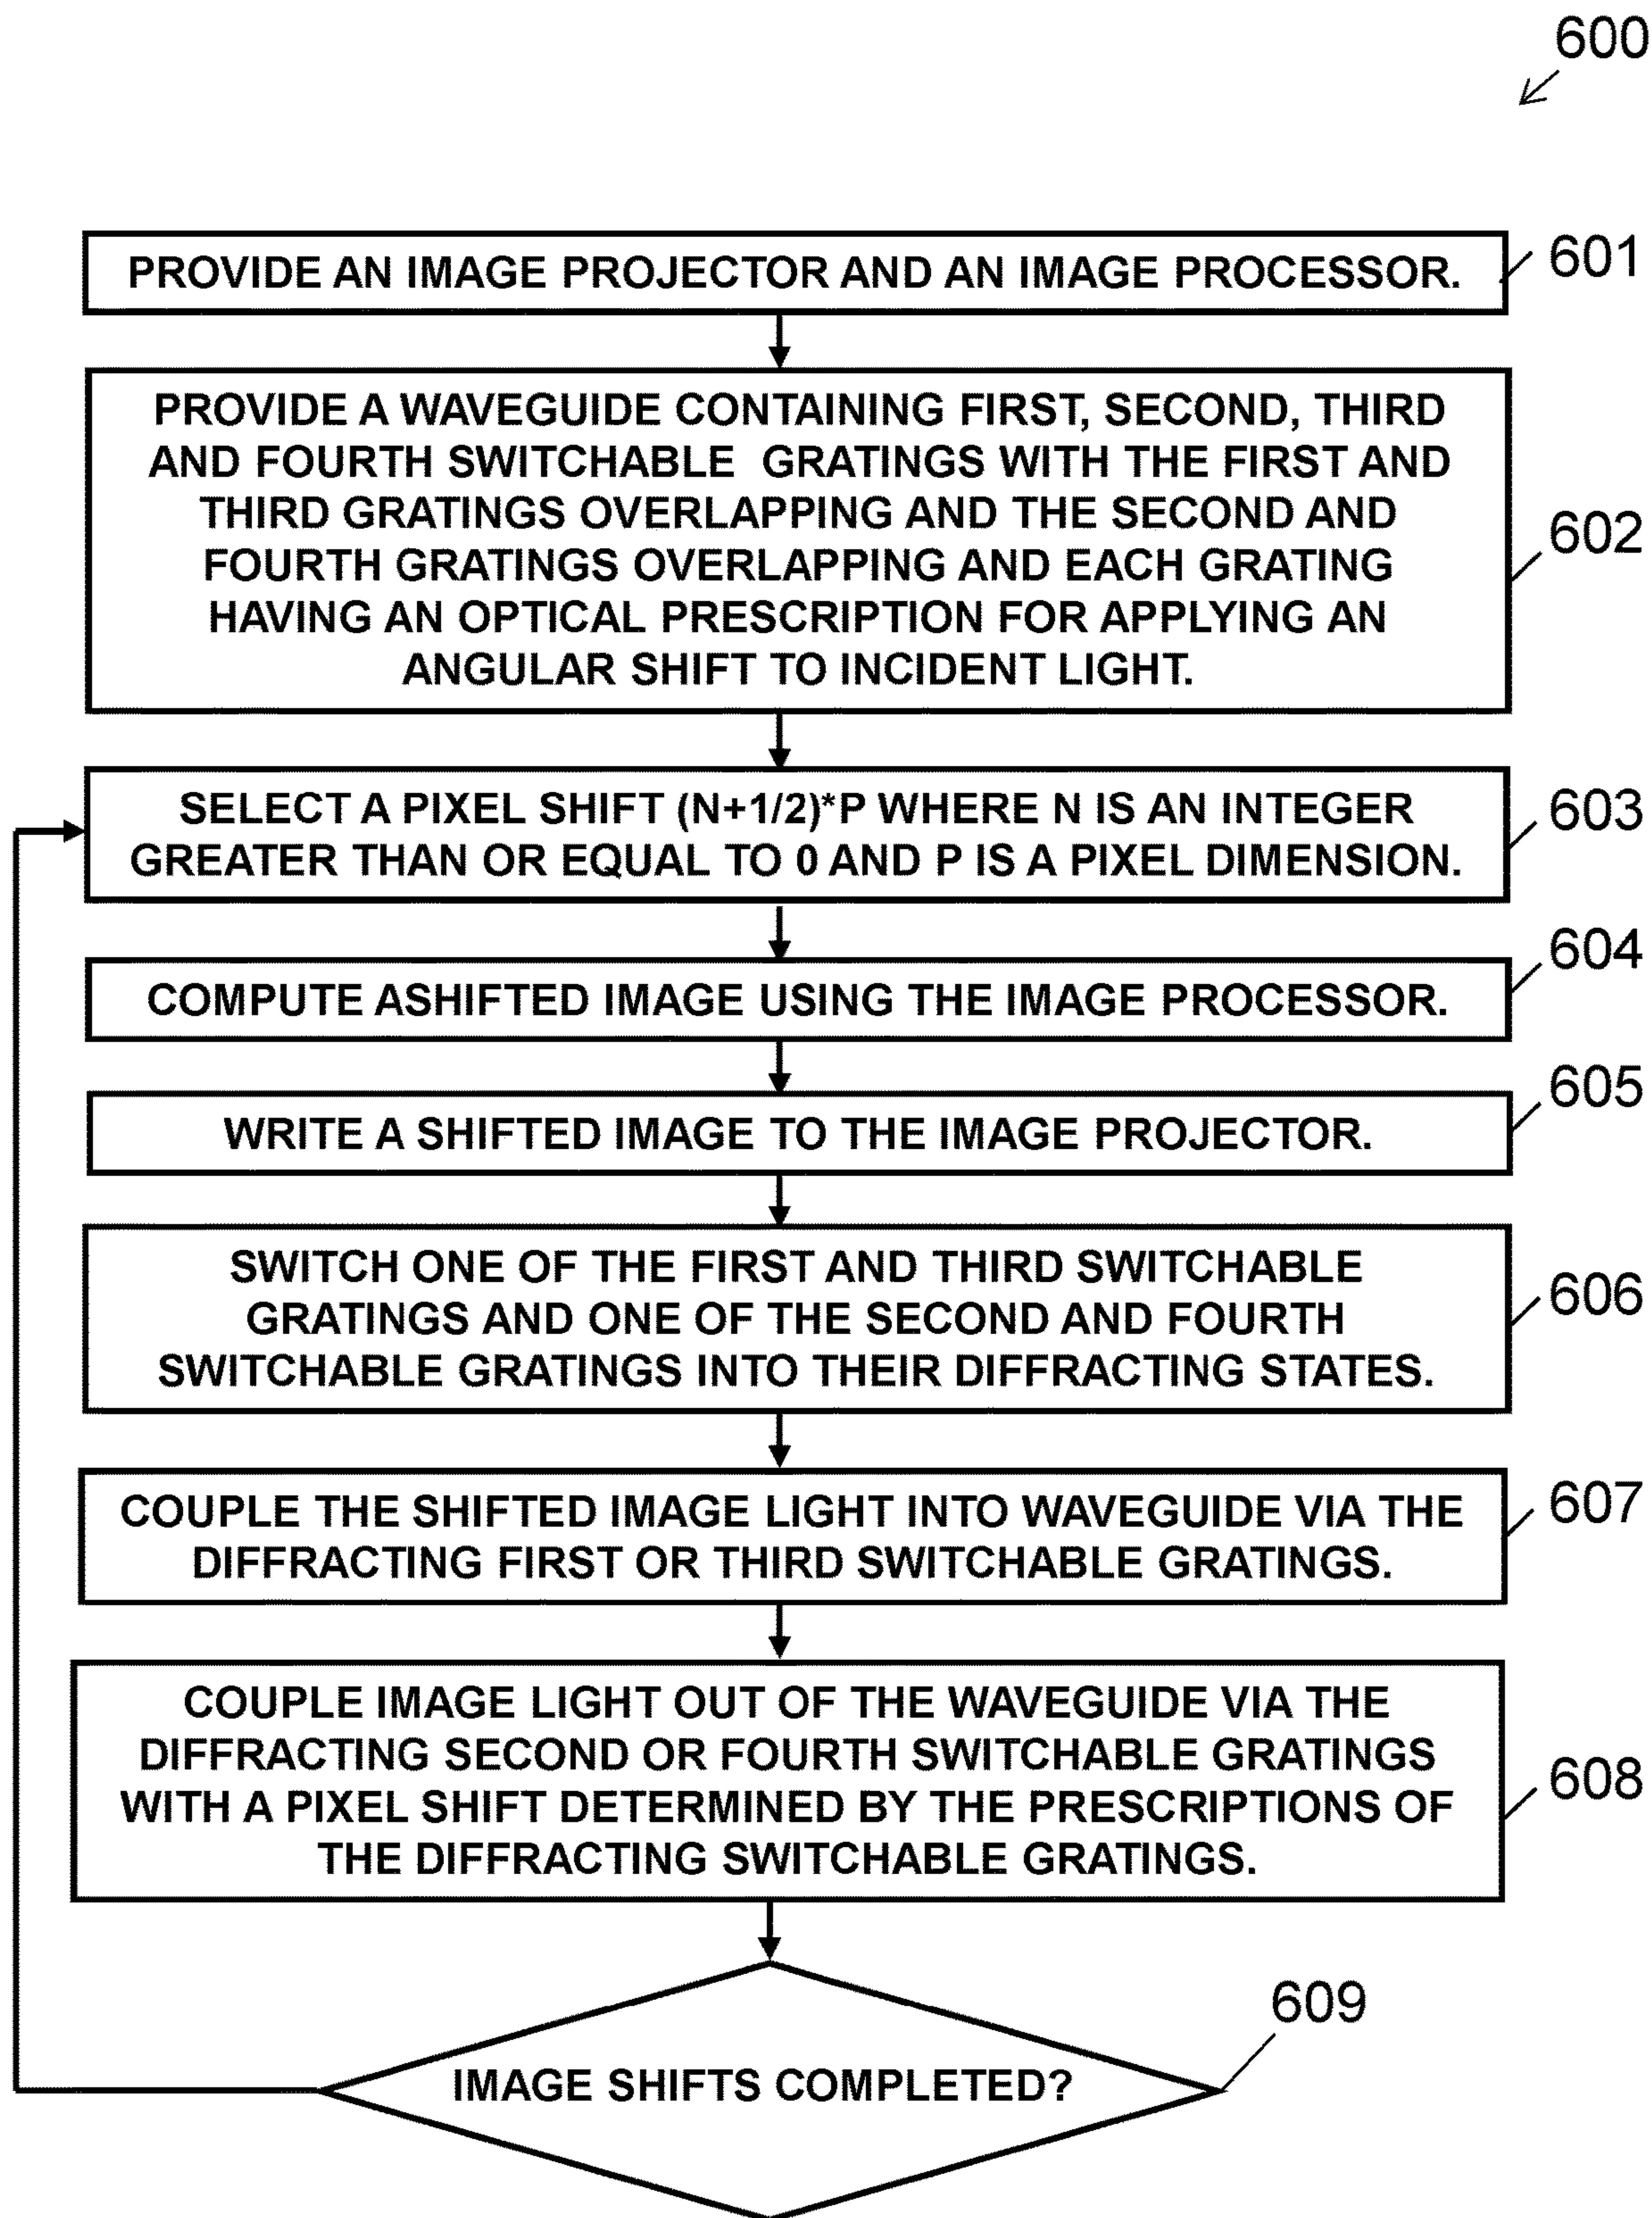 600
PROVIDE AN IMAGE PROJECTOR AND AN IMAGE PROCESSOR.
601
PROVIDE A WAVEGUIDE CONTAINING FIRST, SECOND, THIRD
AND FOURTH SWITCHABLE GRATINGS WITH THE FIRST AND
THIRD GRATINGS OVERLAPPING AND THE SECOND AND
FOURTH GRATINGS OVERLAPPING AND EACH GRATING
HAVING AN OPTICAL PRESCRIPTION FOR APPLYING AN
ANGULAR SHIFT TO INCIDENT LIGHT.
602
SELECT A PIXEL SHIFT (N+1/2)*P WHERE N IS AN INTEGER
GREATER THAN OR EQUAL TO 0 AND P IS A PIXEL DIMENSION.
603
COMPUTE ASHIFTED IMAGE USING THE IMAGE PROCESSOR.
604
WRITE A SHIFTED IMAGE TO THE IMAGE PROJECTOR.
605
SWITCH ONE OF THE FIRST AND THIRD SWITCHABLE
GRATINGS AND ONE OF THE SECOND AND FOURTH
SWITCHABLE GRATINGS INTO THEIR DIFFRACTING STATES.
606
COUPLE THE SHIFTED IMAGE LIGHT INTO WAVEGUIDE VIA THE
DIFFRACTING FIRST OR THIRD SWITCHABLE GRATINGS.
607
COUPLE IMAGE LIGHT OUT OF THE WAVEGUIDE VIA THE
DIFFRACTING SECOND OR FOURTH SWITCHABLE GRATINGS
WITH A PIXEL SHIFT DETERMINED BY THE PRESCRIPTIONS OF
THE DIFFRACTING SWITCHABLE GRATINGS.
608
IMAGE SHIFTS COMPLETED?
609